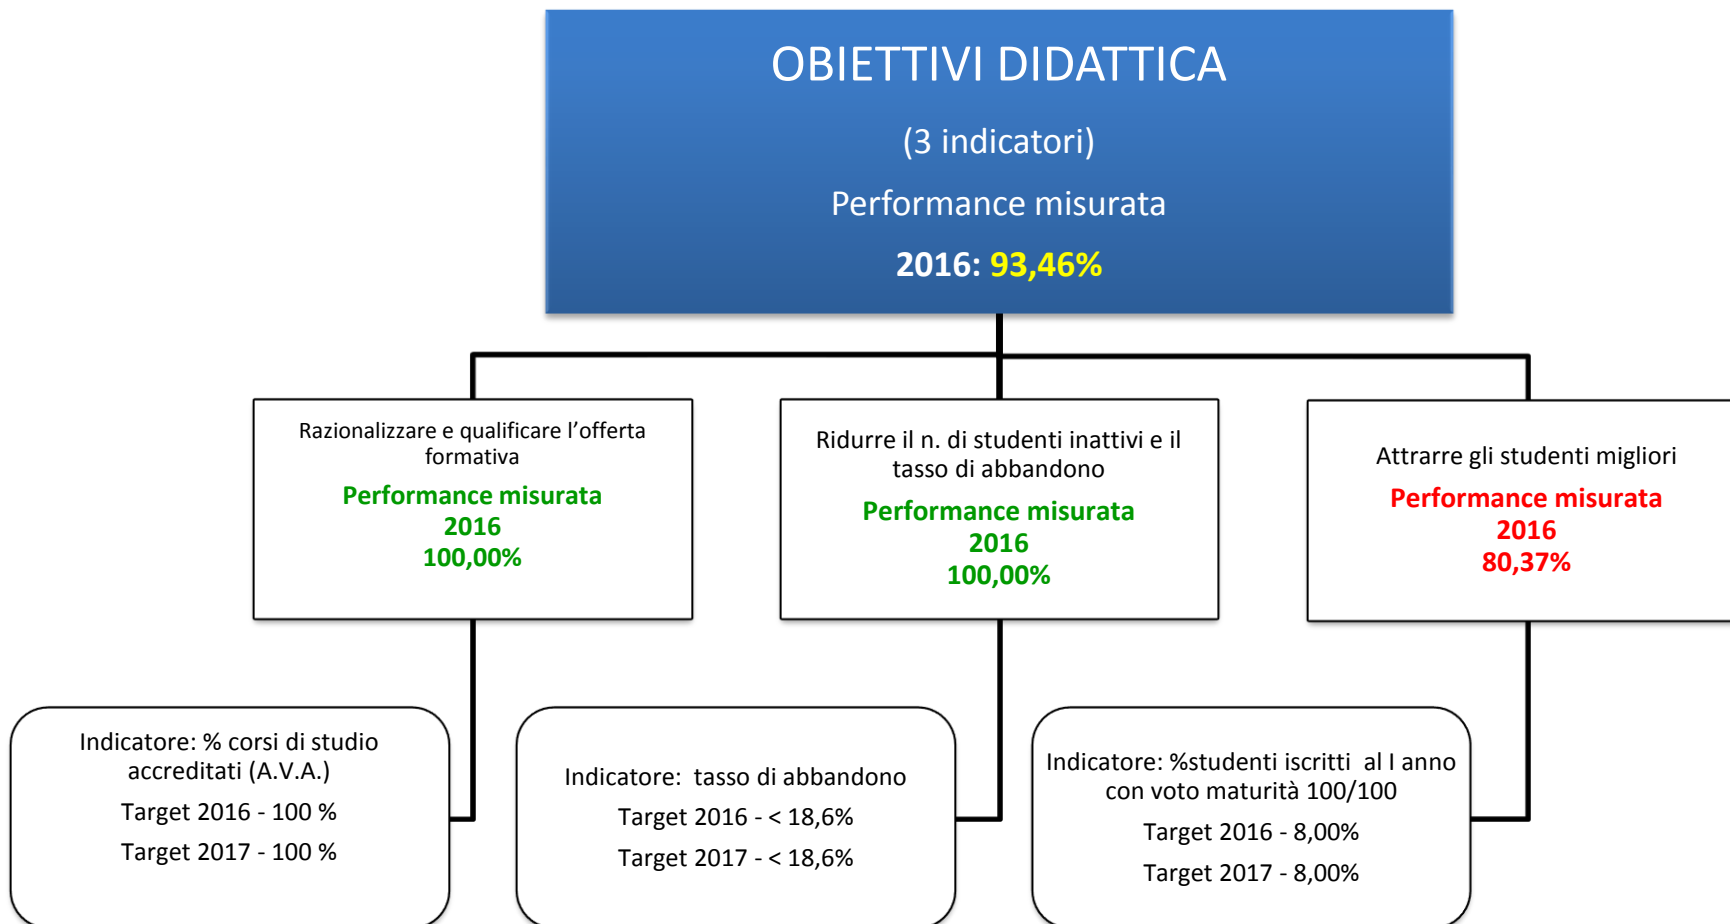 OBIETTIVI DIDATTICA
(3 indicatori)
Performance misurata
2016: 93,46%
Razionalizzare e qualificare l’offerta
formativa
Performance misurata
2016
100,00%
Ridurre il n. di studenti inattivi e il
tasso di abbandono
Performance misurata
2016
100,00%
Attrarre gli studenti migliori
Performance misurata
2016
80,37%
Indicatore: % corsi di studio
accreditati (A.V.A.)
Target 2016 - 100 %
Target 2017 - 100 %
Indicatore: tasso di abbandono
Target 2016 - < 18,6%
Target 2017 - < 18,6%
Indicatore: %studenti iscritti al I anno
con voto maturità 100/100
Target 2016 - 8,00%
Target 2017 - 8,00%